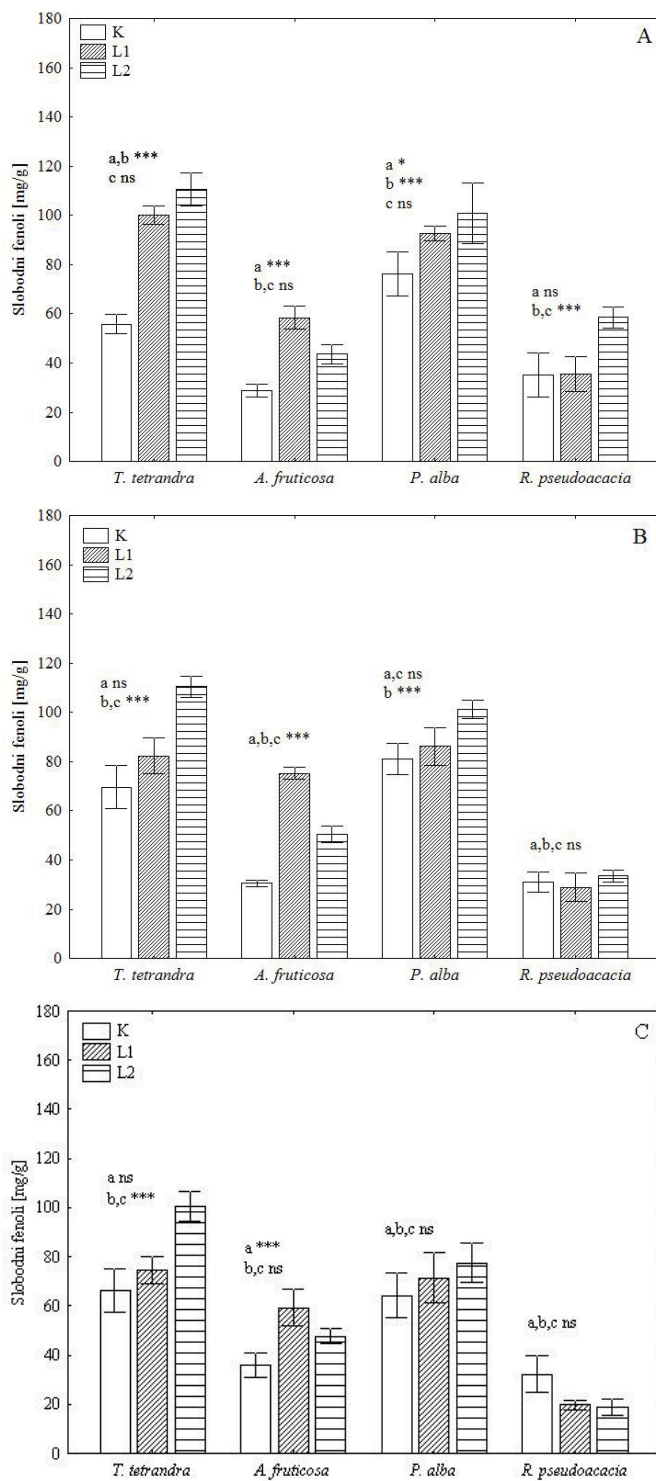 A
K
L1
L2
180
160
140
120
100
80
60
40
20
0
Slobodni fenoli [mg/g]
a,b ***
c ns
a ***
b,c ns
a *
b ***
c ns
a ns
b,c ***
T. tetrandra A. fruticosa P. alba R. pseudoacacia
B
K
L1
L2
180
160
140
120
100
80
60
40
20
0
Slobodni fenoli [mg/g]
a ns
b,c ***
a,b,c ***
a,c ns
b ***
a,b,c ns
T. tetrandra A. fruticosa P. alba R. pseudoacacia
C
K
L1
L2
180
160
140
120
100
80
60
40
20
0
Slobodni fenoli [mg/g]
a ns
b,c ***
a ***
b,c ns
a,b,c ns
a,b,c ns
T. tetrandra A. fruticosa P. alba R. pseudoacacia